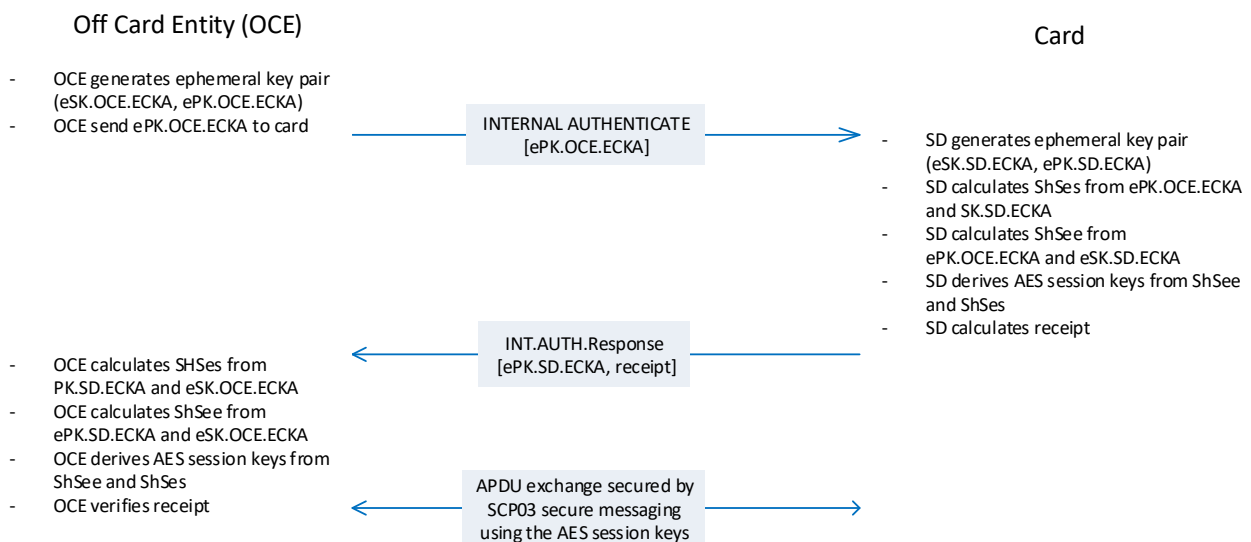 Off Card Entity (OCE)
Card
- OCE generates ephemeral key pair
(eSK.OCE.ECKA, ePK.OCE.ECKA)
- OCE send ePK.OCE.ECKA to card
INTERNAL AUTHENTICATE
[ePK.OCE.ECKA]
- SD generates ephemeral key pair
(eSK.SD.ECKA, ePK.SD.ECKA)
- SD calculates ShSes from ePK.OCE.ECKA
and SK.SD.ECKA
- SD calculates ShSee from
ePK.OCE.ECKA and eSK.SD.ECKA
- SD derives AES session keys from ShSee
and ShSes
- SD calculates receipt
INT.AUTH.Response
[ePK.SD.ECKA, receipt]
- OCE calculates SHSes from
PK.SD.ECKA and eSK.OCE.ECKA
- OCE calculates ShSee from
ePK.SD.ECKA and eSK.OCE.ECKA
- OCE derives AES session keys from
ShSee and ShSes
- OCE verifies receipt
APDU exchange secured by
SCP03 secure messaging
using the AES session keys